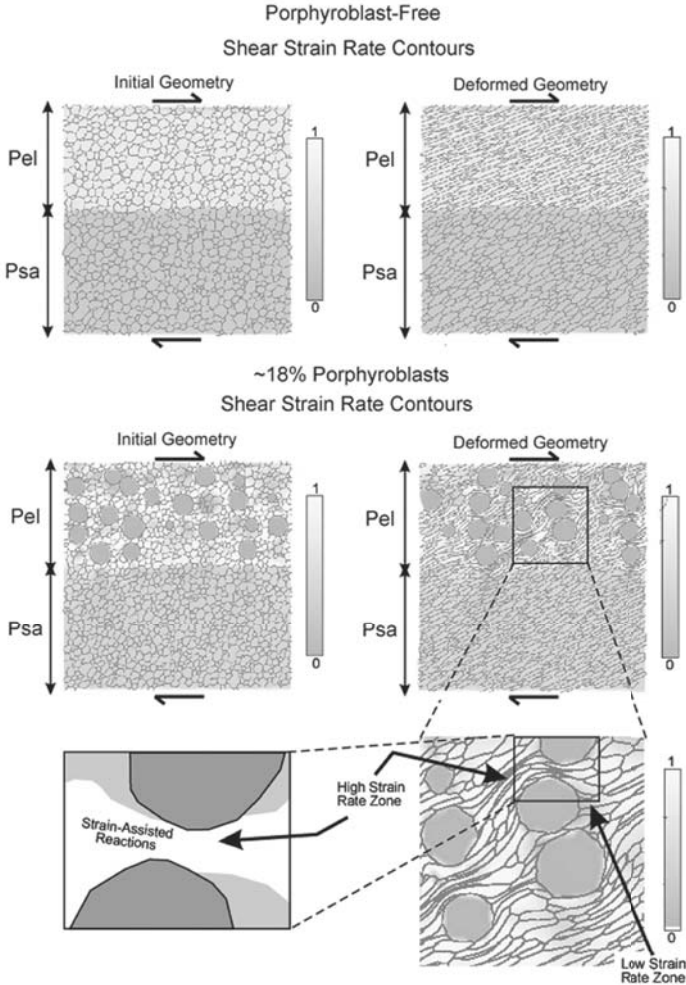 Porphyroblast-Free
Shear Strain Rate Contours
Initial Geometry
Deformed Geometry
Pel
Psa
1
0
Pel
Psa
1
0
~18% Porphyroblasts
Shear Strain Rate Contours
Initial Geometry
Deformed Geometry
Pel
Psa
1
0
Pel
Psa
1
0
Strain-Assisted
Reactions
High Strain
Rate Zone
1
0
Low Strain
Rate Zone